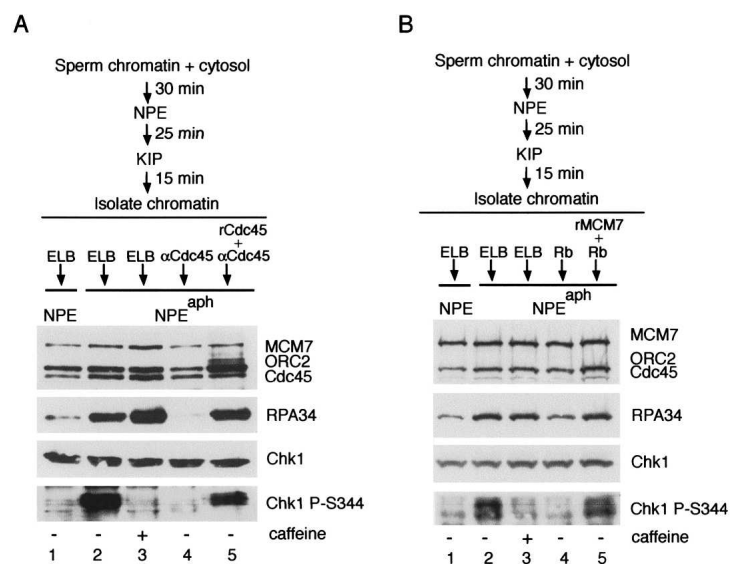 A
Sperm chromatin + cytosol
30 min
NPE
25 min
KIP
15 min
Isolate chromatin
rCdc45
+
ELB ELB ELB αCdc45 αCdc45
aph
NPE NPE
MCM7
ORC2
Cdc45
RPA34
Chk1
Chk1 P-S344
- - + - - caffeine
1 2 3 4 5
B
Sperm chromatin + cytosol
30 min
NPE
25 min
KIP
15 min
Isolate chromatin
rMCM7
+
ELB ELB ELB Rb Rb
aph
NPE NPE
MCM7
ORC2
Cdc45
RPA34
Chk1
Chk1 P-S344
- - + - - caffeine
1 2 3 4 5